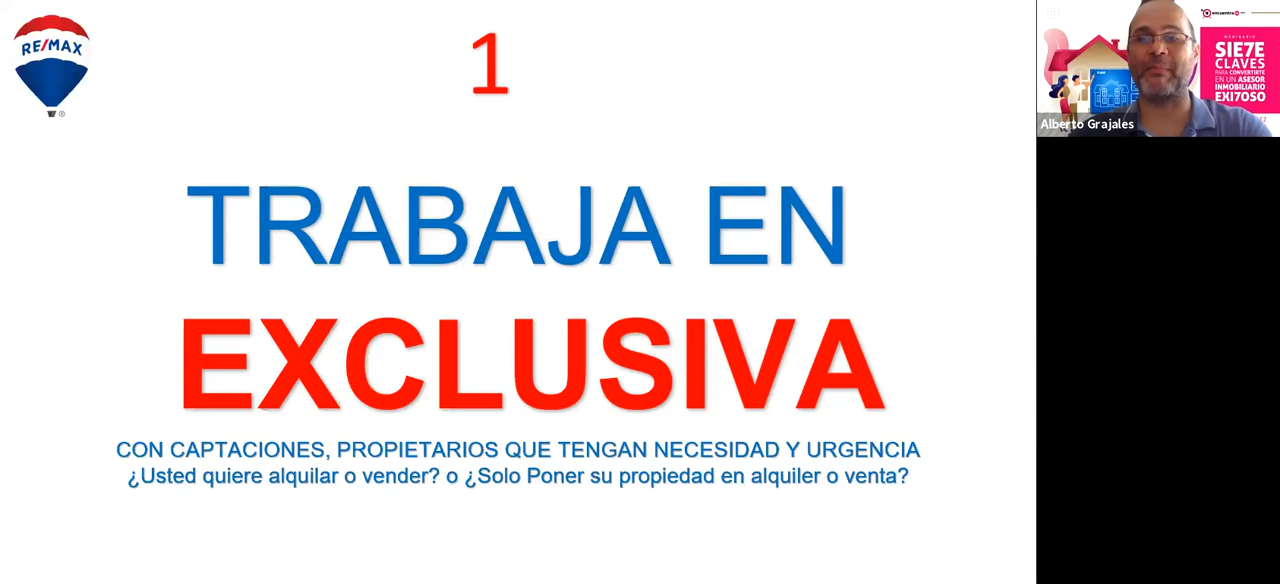 RE/MAX
®
1
TRABAJA EN
EXCLUSIVA
CON CAPTACIONES, PROPIETARIOS QUE TENGAN NECESIDAD Y URGENCIA
¿Usted quiere alquilar o vender? o ¿Solo Poner su propiedad en alquiler o venta?
encuentra
SIE7E
CLAVES
PARA CONVERTIRTE
EN UN ASESOR
INMOBILIARIO
EXI7OSO
Alberto Grajales